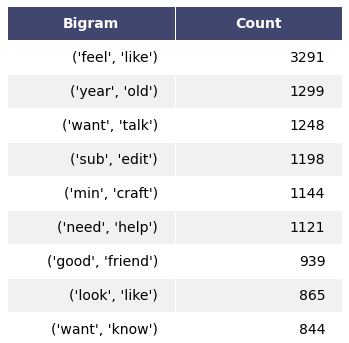 Bigram Count
('feel', 'like') 3291
('year', 'old') 1299
('want', 'talk') 1248
('sub', 'edit') 1198
('min', 'craft') 1144
('need', 'help') 1121
('good', 'friend') 939
('look', 'like') 865
('want', 'know') 844